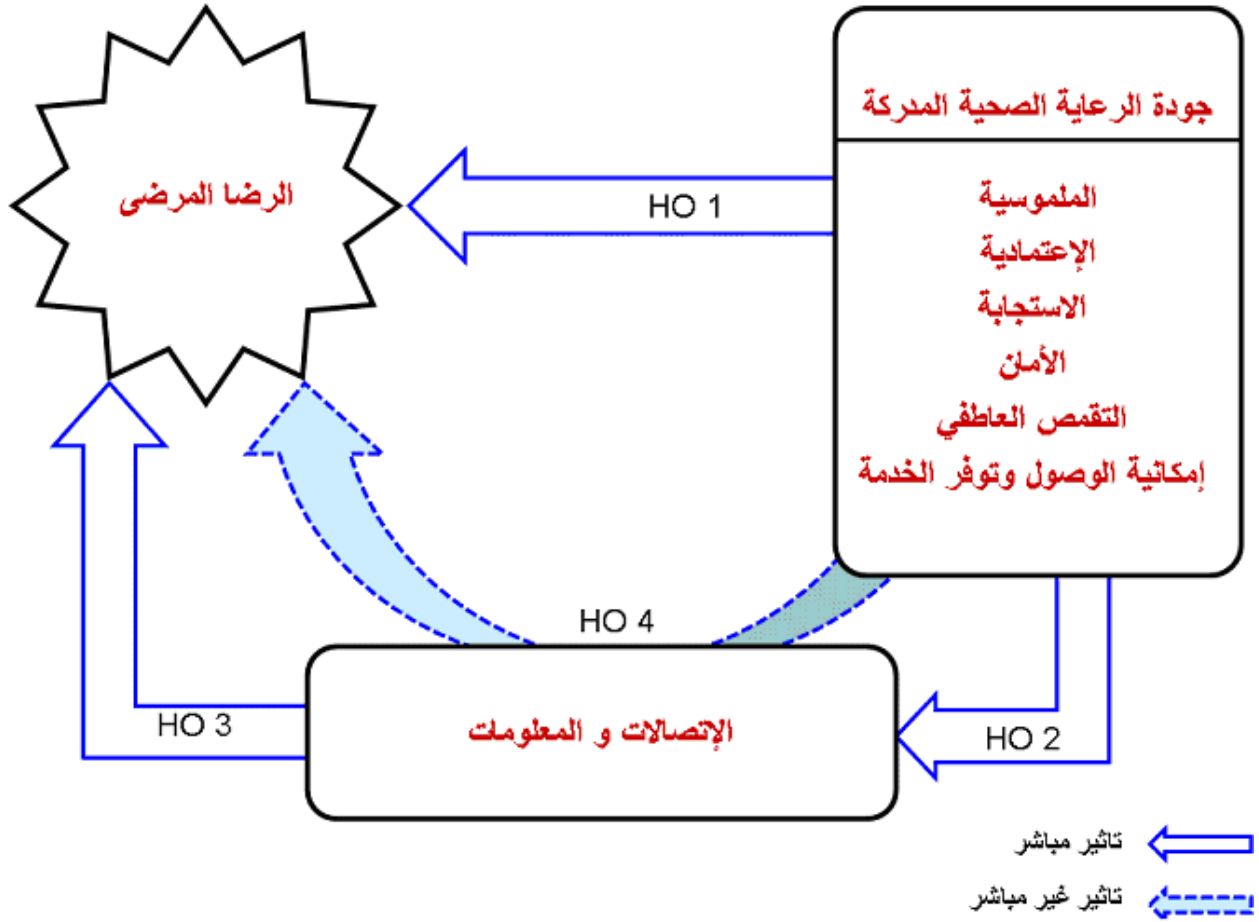 جودة الرعاية الصحية المدركة
الملموسية
الإعتمادية
الاستجابة
الأمان
التقمص العاطفي
إمكانية الوصول وتوفر الخدمة
HO 1
الرضا المرضى
HO 4
HO 2
الإتصالات و المعلومات
HO 3
تاثير مباشر
تاثير غير مباشر